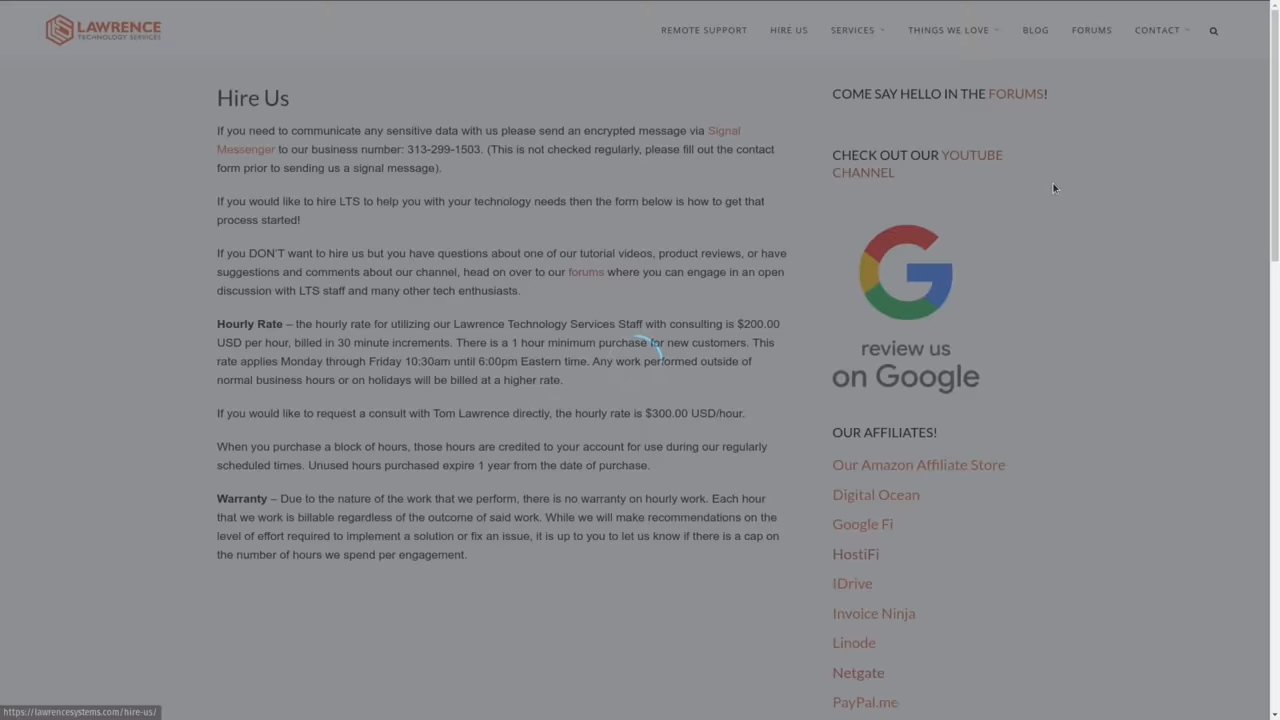 LAWRENCE
TECHNOLOGY SERVICES
REMOTE SUPPORT
HIRE US
SERVICES
THINGS WE LOVE
BLOG
FORUMS
CONTACT
Hire Us
If you need to communicate any sensitive data with us please send an encrypted message via Signal
Messenger to our business number: 313-299-1503. (This is not checked regularly, please fill out the contact
form prior to sending us a signal message).
If you would like to hire LTS to help you with your technology needs then the form below is how to get that
process started!
If you DON'T want to hire us but you have questions about one of our tutorial videos, product reviews, or have
suggestions and comments about our channel, head on over to our forums where you can engage in an open
discussion with LTS staff and many other tech enthusiasts.
Hourly Rate – the hourly rate for utilizing our Lawrence Technology Services Staff with consulting is $200.00
USD per hour, billed in 30 minute increments. There is a 1 hour minimum purchase for new customers. This
rate applies Monday through Friday 10:30am until 6:00pm Eastern time. Any work performed outside of
normal business hours or on holidays will be billed at a higher rate.
If you would like to request a consult with Tom Lawrence directly, the hourly rate is $300.00 USD/hour.
When you purchase a block of hours, those hours are credited to your account for use during our regularly
scheduled times. Unused hours purchased expire 1 year from the date of purchase.
Warranty – Due to the nature of the work that we perform, there is no warranty on hourly work. Each hour
that we work is billable regardless of the outcome of said work. While we will make recommendations on the
level of effort required to implement a solution or fix an issue, it is up to you to let us know if there is a cap on
the number of hours we spend per engagement.
COME SAY HELLO IN THE FORUMS!
CHECK OUT OUR YOUTUBE
CHANNEL
review us
on Google
OUR AFFILIATES!
Our Amazon Affiliate Store
Digital Ocean
Google Fi
HostiFi
IDrive
Invoice Ninja
Linode
Netgate
PayPal.me
https://lawrencesystems.com/hire-us/